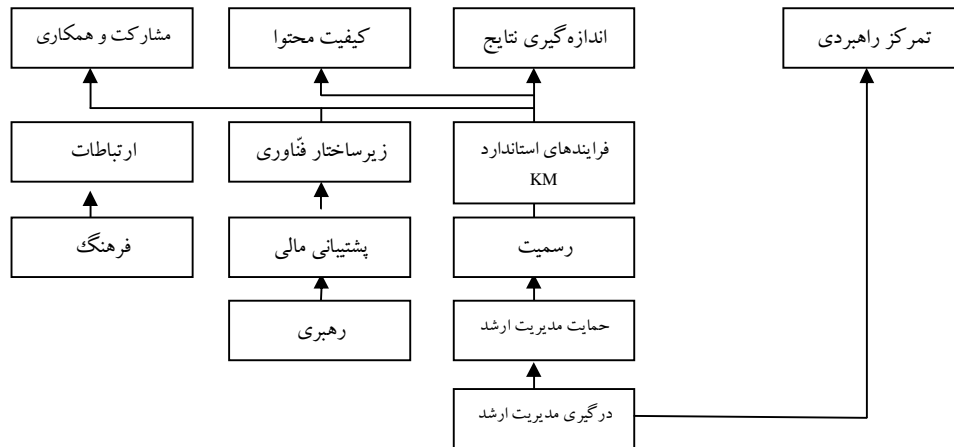 تمرکز راهبردی
اندازه‌گیری نتایج
کیفیت محتوا
مشارکت و همکاری
فرایندهای استاندارد
KM
زیرساختار فنّاوری
ارتباطات
رسمیت
پشتیبانی مالی
فرهنگ
حمایت مدیریت ارشد
رهبری
درگیری مدیریت ارشد